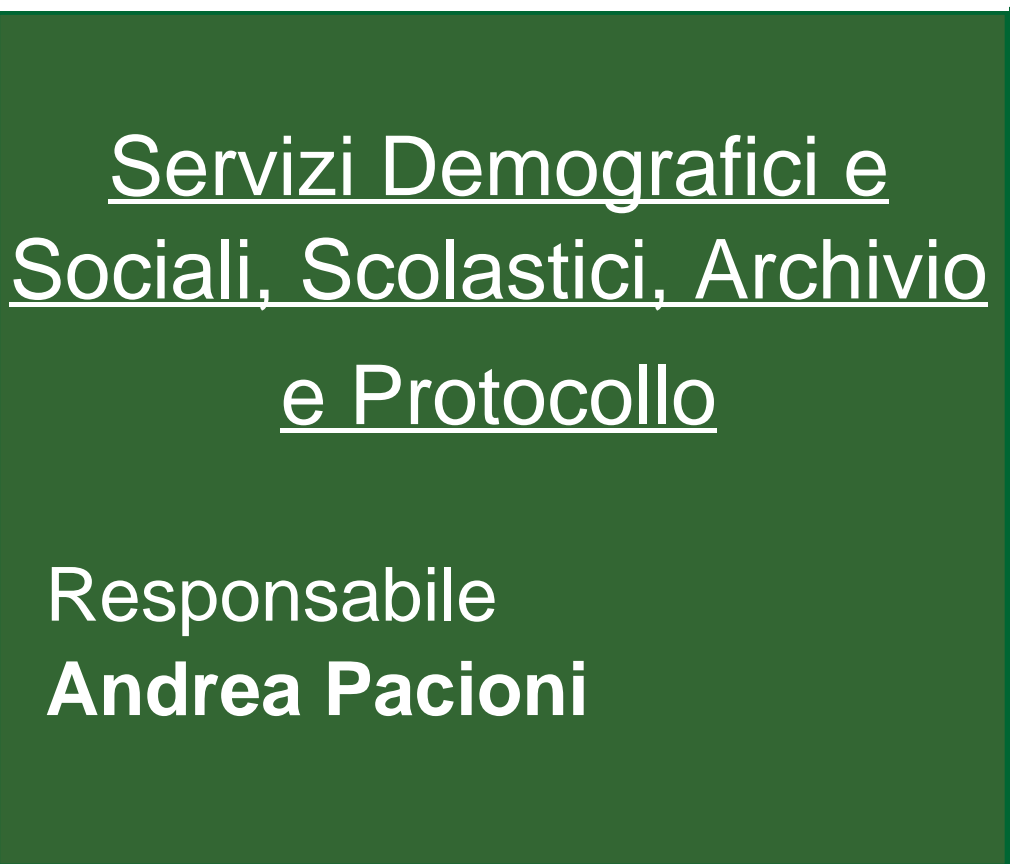 Servizi Demografici e
Sociali, Scolastici, Archivio
e Protocollo
Responsabile
Andrea Pacioni